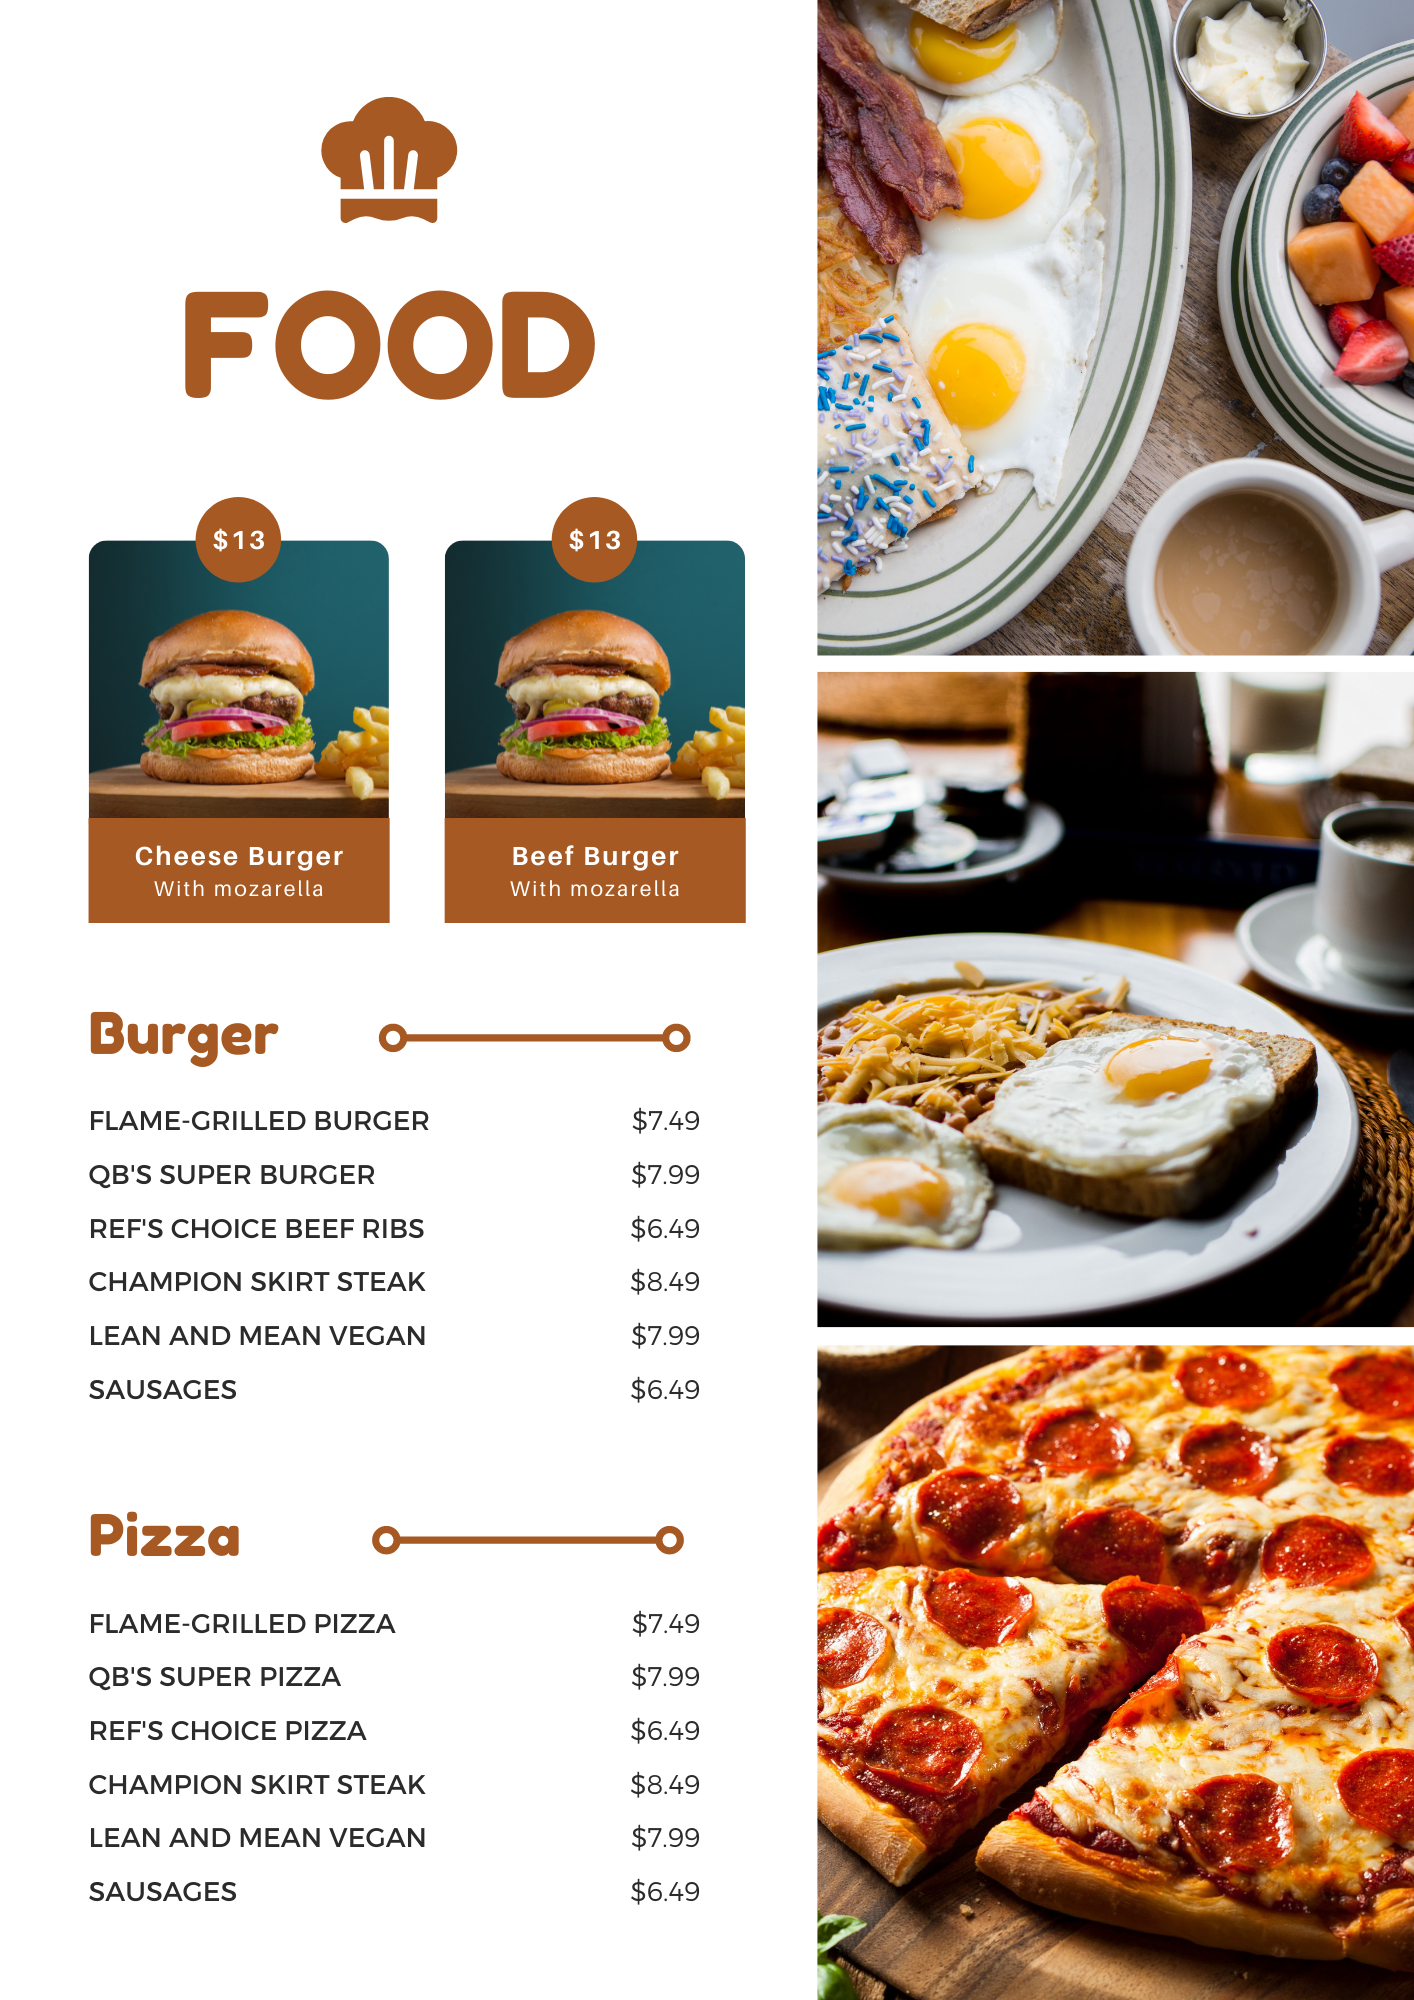 FOOD
$13
$13
Cheese Burger
With mozarella
Beef Burger
With mozarella
Burger
FLAME-GRILLED BURGER $7.49
QB'S SUPER BURGER $7.99
REF'S CHOICE BEEF RIBS $6.49
CHAMPION SKIRT STEAK $8.49
LEAN AND MEAN VEGAN $7.99
SAUSAGES $6.49
Pizza
FLAME-GRILLED PIZZA $7.49
QB'S SUPER PIZZA $7.99
REF'S CHOICE PIZZA $6.49
CHAMPION SKIRT STEAK $8.49
LEAN AND MEAN VEGAN $7.99
SAUSAGES $6.49